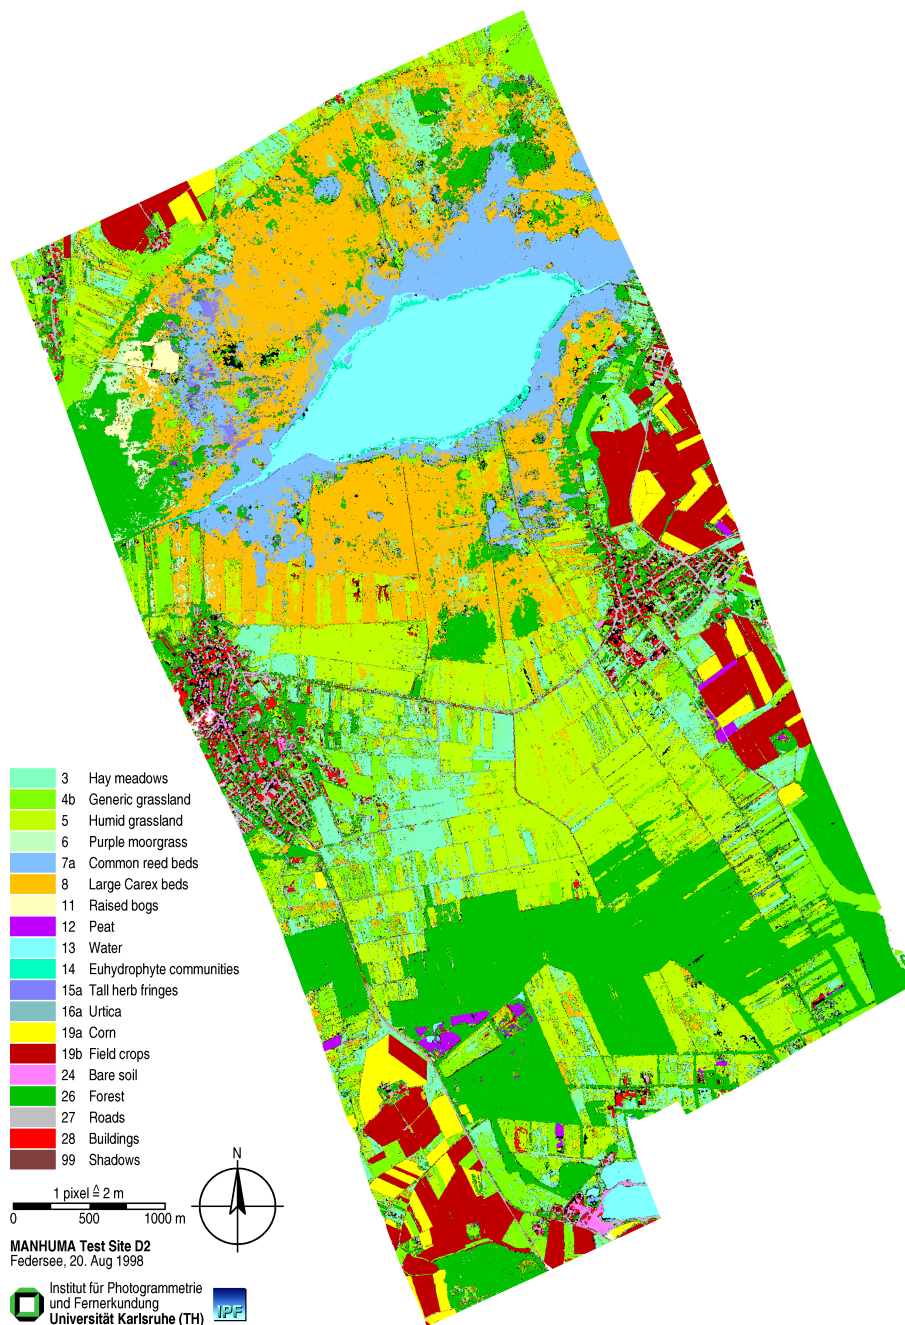 3 Hay meadows
4b Generic grassland
5 Humid grassland
6 Purple moorgrass
7a Common reed beds
8 Large Carex beds
11 Raised bogs
12 Peat
13 Water
14 Euhydrophyte communities
15a Tall herb fringes
16a Urtica
19a Corn
19b Field crops
24 Bare soil
26 Forest
27 Roads
28 Buildings
99 Shadows
N
1 pixel ≙ 2 m
0 500 1000 m
MANHUMA Test Site D2
Federsee, 20. Aug 1998
Institut für Photogrammetrie
und Fernerkundung
Universität Karlsruhe (TH)
IPF